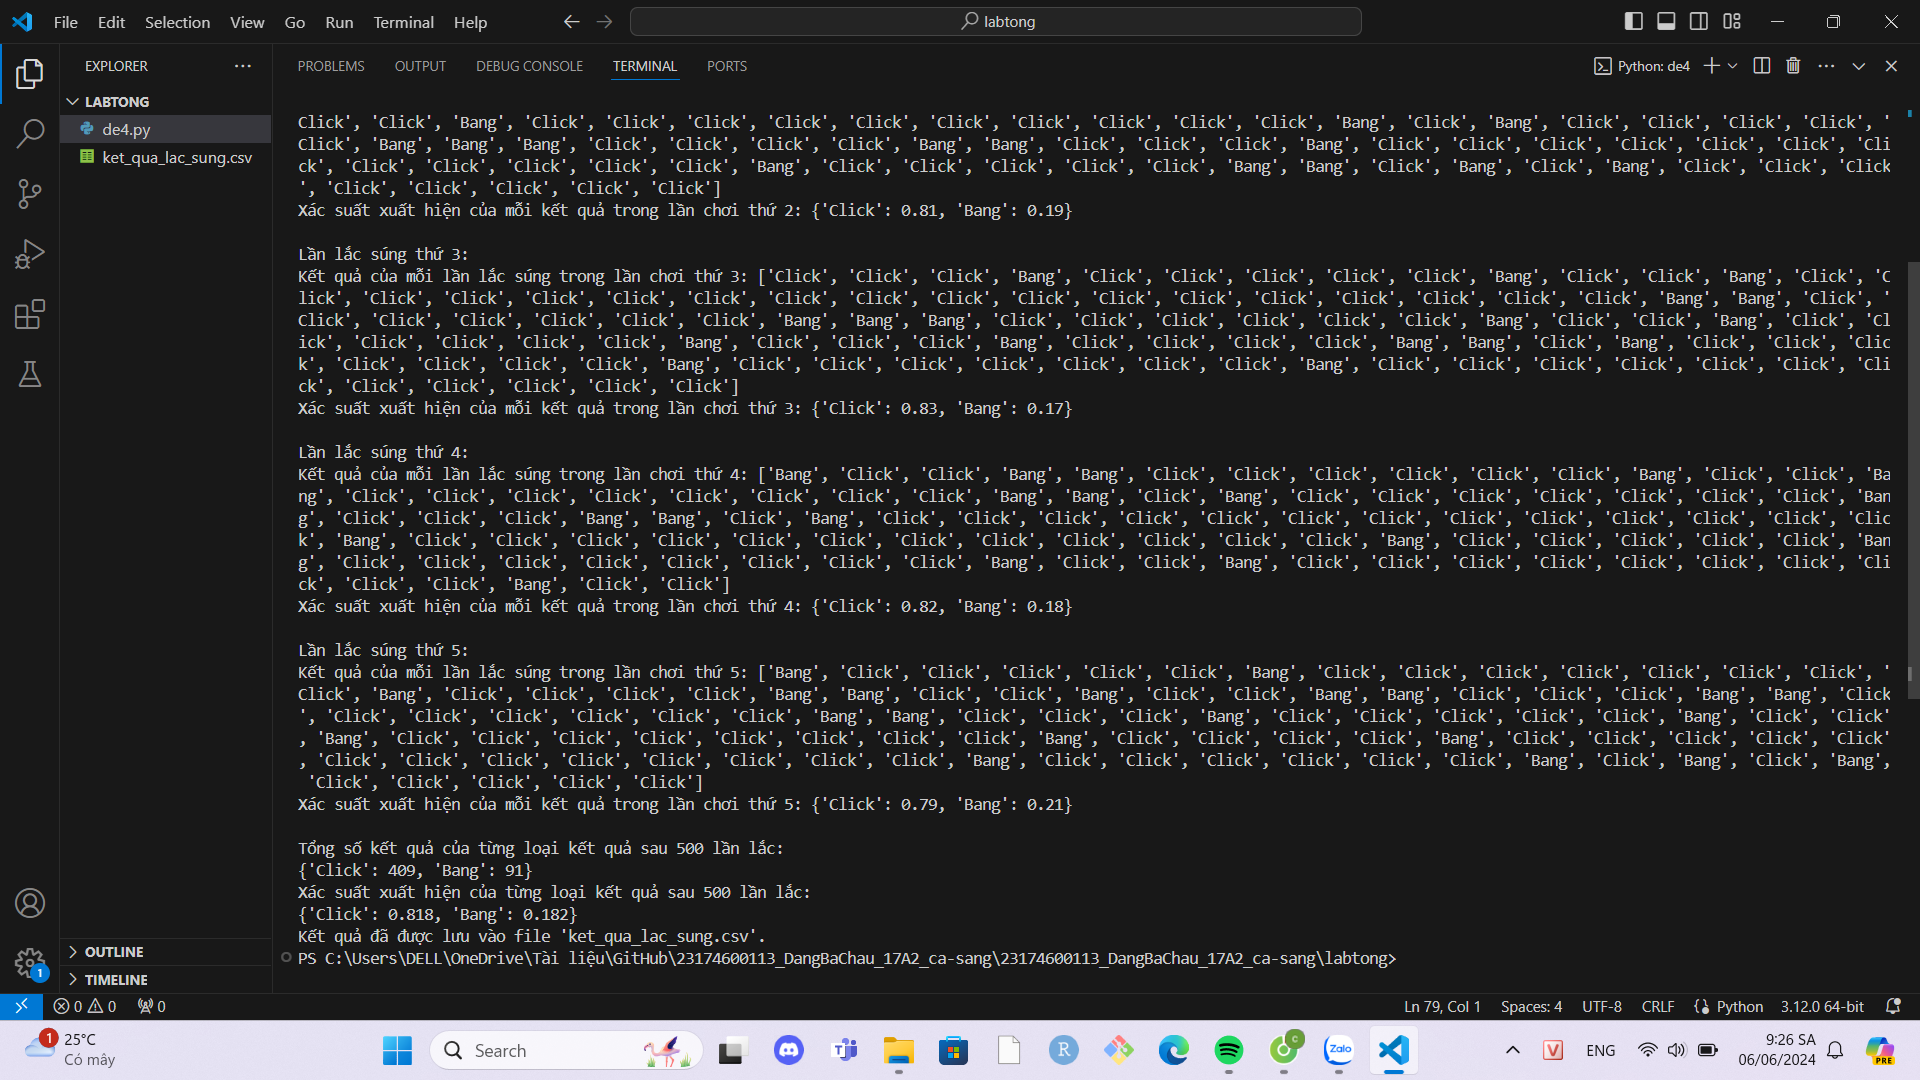 File Edit Selection View Go Run Terminal Help
labtong
EXPLORER
PROBLEMS OUTPUT DEBUG CONSOLE TERMINAL PORTS
Python: de4
LABTONG
de4.py
ket_qua_lac_sung.csv
Click', 'Click', 'Bang', 'Click', 'Click', 'Click', 'Click', 'Click', 'Click', 'Click', 'Click', 'Click', 'Click', 'Bang', 'Click', 'Bang', 'Click', 'Click', 'Click', 'Click', '
Click', 'Bang', 'Bang', 'Bang', 'Click', 'Click', 'Click', 'Click', 'Bang', 'Bang', 'Click', 'Click', 'Click', 'Bang', 'Click', 'Click', 'Click', 'Click', 'Click', 'Click', 'Cli
ck', 'Click', 'Click', 'Click', 'Click', 'Click', 'Bang', 'Click', 'Click', 'Click', 'Click', 'Click', 'Bang', 'Bang', 'Click', 'Bang', 'Click', 'Bang', 'Click', 'Click', 'Click
', 'Click', 'Click', 'Click', 'Click', 'Click']
Xác suất xuất hiện của mỗi kết quả trong lần chơi thứ 2: {'Click': 0.81, 'Bang': 0.19}
Lần lắc súng thứ 3:
Kết quả của mỗi lần lắc súng trong lần chơi thứ 3: ['Click', 'Click', 'Click', 'Bang', 'Click', 'Click', 'Click', 'Click', 'Click', 'Bang', 'Click', 'Click', 'Bang', 'Click', 'C
lick', 'Click', 'Click', 'Click', 'Click', 'Click', 'Click', 'Click', 'Click', 'Click', 'Click', 'Click', 'Click', 'Click', 'Click', 'Click', 'Click', 'Bang', 'Bang', 'Click', '
Click', 'Click', 'Click', 'Click', 'Click', 'Click', 'Bang', 'Bang', 'Bang', 'Click', 'Click', 'Click', 'Click', 'Click', 'Click', 'Bang', 'Click', 'Click', 'Bang', 'Click', 'Cl
ick', 'Click', 'Click', 'Click', 'Click', 'Bang', 'Click', 'Click', 'Click', 'Bang', 'Click', 'Click', 'Click', 'Click', 'Bang', 'Bang', 'Click', 'Bang', 'Click', 'Click', 'Clic
k', 'Click', 'Click', 'Click', 'Click', 'Bang', 'Click', 'Click', 'Click', 'Click', 'Click', 'Click', 'Click', 'Bang', 'Click', 'Click', 'Click', 'Click', 'Click', 'Click', 'Cli
ck', 'Click', 'Click', 'Click', 'Click', 'Click']
Xác suất xuất hiện của mỗi kết quả trong lần chơi thứ 3: {'Click': 0.83, 'Bang': 0.17}
Lần lắc súng thứ 4:
Kết quả của mỗi lần lắc súng trong lần chơi thứ 4: ['Bang', 'Click', 'Click', 'Bang', 'Bang', 'Click', 'Click', 'Click', 'Click', 'Click', 'Click', 'Bang', 'Click', 'Click', 'Ba
ng', 'Click', 'Click', 'Click', 'Click', 'Click', 'Click', 'Click', 'Click', 'Bang', 'Bang', 'Click', 'Bang', 'Click', 'Click', 'Click', 'Click', 'Click', 'Click', 'Click', 'Ban
g', 'Click', 'Click', 'Click', 'Bang', 'Bang', 'Click', 'Bang', 'Click', 'Click', 'Click', 'Click', 'Click', 'Click', 'Click', 'Click', 'Click', 'Click', 'Click', 'Click', 'Clic
k', 'Bang', 'Click', 'Click', 'Click', 'Click', 'Click', 'Click', 'Click', 'Click', 'Click', 'Click', 'Click', 'Click', 'Bang', 'Click', 'Click', 'Click', 'Click', 'Click', 'Ban
g', 'Click', 'Click', 'Click', 'Click', 'Click', 'Click', 'Click', 'Click', 'Bang', 'Click', 'Click', 'Bang', 'Click', 'Click', 'Click', 'Click', 'Click', 'Click', 'Click', 'Cli
ck', 'Click', 'Click', 'Bang', 'Click', 'Click']
Xác suất xuất hiện của mỗi kết quả trong lần chơi thứ 4: {'Click': 0.82, 'Bang': 0.18}
Lần lắc súng thứ 5:
Kết quả của mỗi lần lắc súng trong lần chơi thứ 5: ['Bang', 'Click', 'Click', 'Click', 'Click', 'Click', 'Bang', 'Click', 'Click', 'Click', 'Click', 'Click', 'Click', 'Click', '
Click', 'Bang', 'Click', 'Click', 'Click', 'Click', 'Bang', 'Bang', 'Click', 'Click', 'Bang', 'Click', 'Click', 'Bang', 'Bang', 'Click', 'Click', 'Click', 'Bang', 'Bang', 'Click
', 'Click', 'Click', 'Click', 'Click', 'Click', 'Click', 'Bang', 'Bang', 'Click', 'Click', 'Click', 'Bang', 'Click', 'Click', 'Click', 'Click', 'Click', 'Bang', 'Click', 'Click'
, 'Bang', 'Click', 'Click', 'Click', 'Click', 'Click', 'Click', 'Click', 'Click', 'Bang', 'Click', 'Click', 'Click', 'Click', 'Bang', 'Click', 'Click', 'Click', 'Click', 'Click'
, 'Click', 'Click', 'Click', 'Click', 'Click', 'Click', 'Click', 'Click', 'Bang', 'Click', 'Click', 'Click', 'Click', 'Click', 'Click', 'Bang', 'Click', 'Bang', 'Click', 'Bang',
'Click', 'Click', 'Click', 'Click', 'Click']
Xác suất xuất hiện của mỗi kết quả trong lần chơi thứ 5: {'Click': 0.79, 'Bang': 0.21}
Tổng số kết quả của từng loại kết quả sau 500 lần lắc:
{'Click': 409, 'Bang': 91}
Xác suất xuất hiện của từng loại kết quả sau 500 lần lắc:
{'Click': 0.818, 'Bang': 0.182}
Kết quả đã được lưu vào file 'ket_qua_lac_sung.csv'.
PS C:\Users\DELL\OneDrive\Tài liệu\GitHub\23174600113_DangBaChau_17A2_ca-sang\23174600113_DangBaChau_17A2_ca-sang\labtong>
OUTLINE
TIMELINE
1
0 0 0
Ln 79, Col 1 Spaces: 4 UTF-8 CRLF Python 3.12.0 64-bit
1
25°C
Có mây
Search
R
c
Zalo
V
ENG
9:26 SA
06/06/2024
PRE